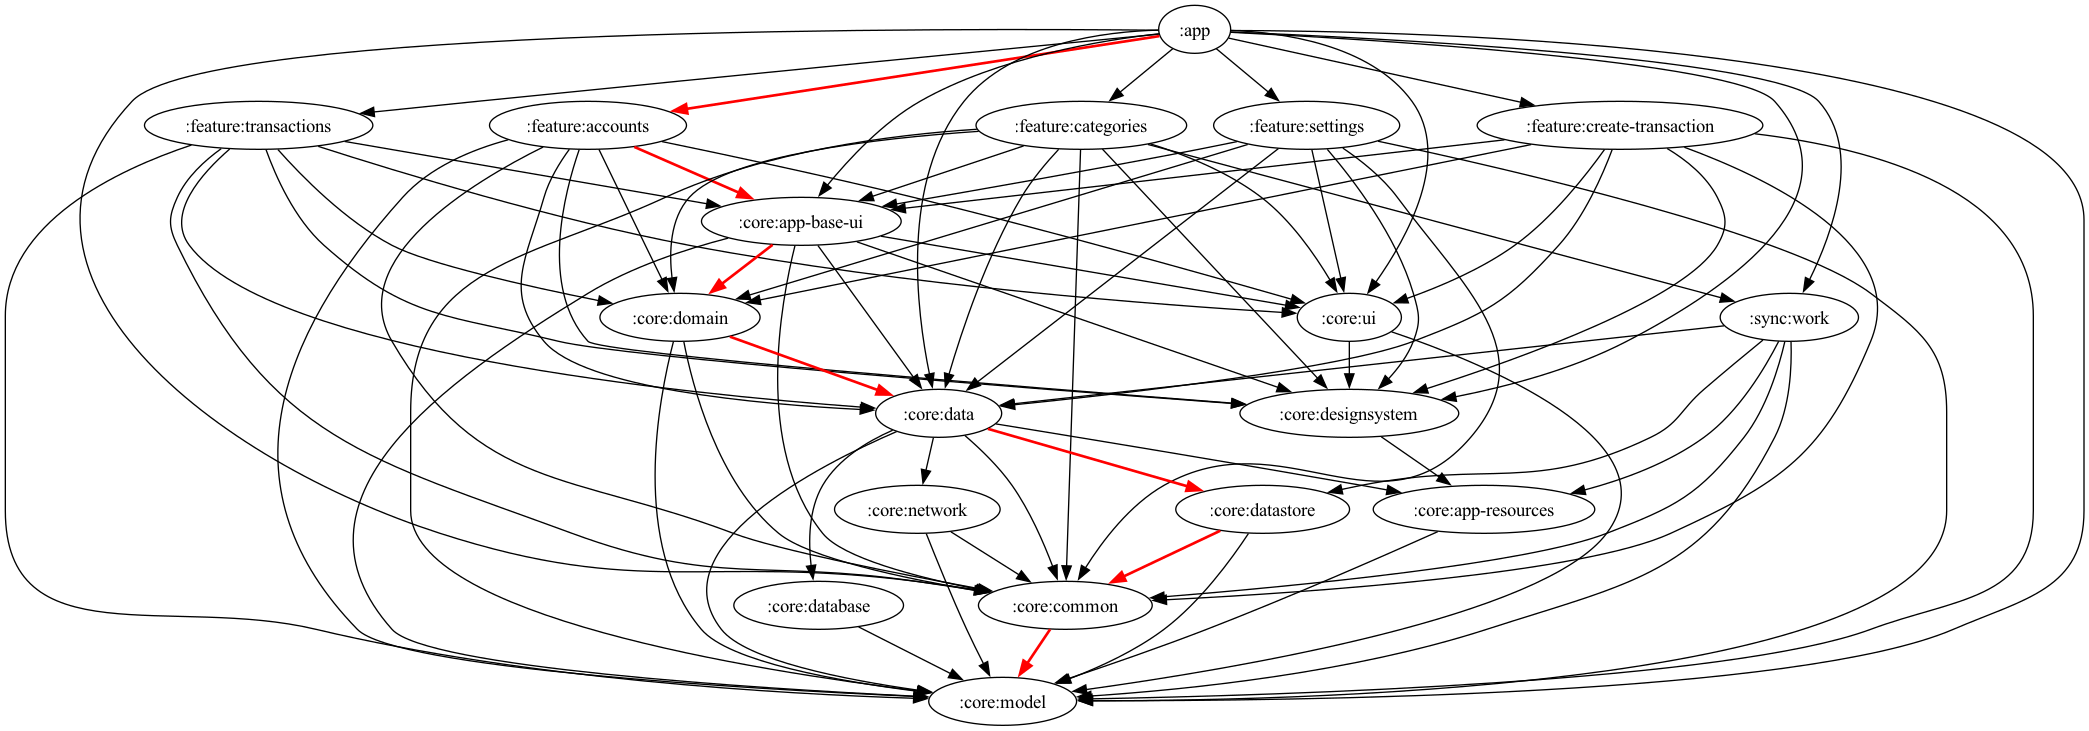 :app
:feature:transactions
:feature:accounts
:feature:categories
:feature:settings
:feature:create-transaction
:core:app-base-ui
:core:domain
:core:ui
:sync:work
:core:data
:core:designsystem
:core:network
:core:datastore
:core:app-resources
:core:database
:core:common
:core:model